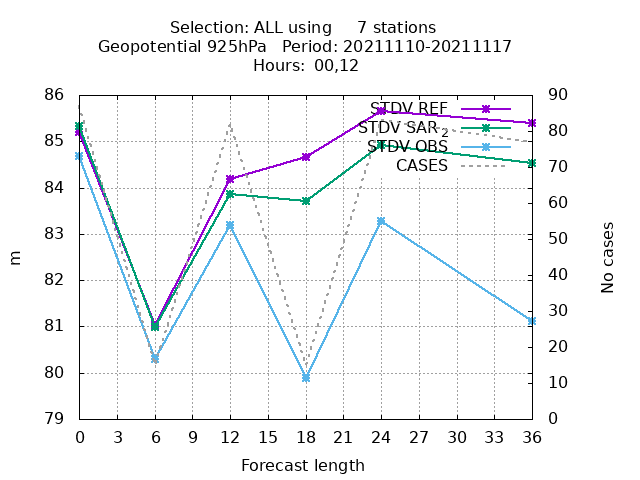 Selection: ALL using     7 stations
Geopotential 925hPa   Period: 20211110-20211117
Hours:  00,12
STDV REF
STDV SAR_2
STDV OBS
CASES
86
85
84
83
82
81
80
79
m
90
80
70
60
50
40
30
20
10
0
No cases
0 3 6 9 12 15 18 21 24 27 30 33 36
Forecast length